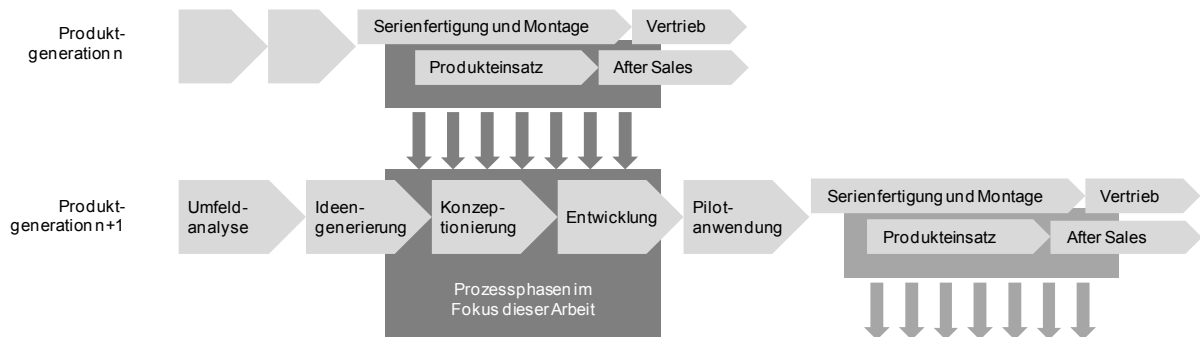 Serienfertigung und Montage
Vertrieb
Produkt-
generation n
Produkteinsatz
After Sales
Produkt-
generation n+1
Umfeld-
analyse
Ideen-
generierung
Konzep-
tionierung
Entwicklung
Pilot-
anwendung
Serienfertigung und Montage
Vertrieb
Produkteinsatz
After Sales
Prozessphasen im
Fokus dieser Arbeit